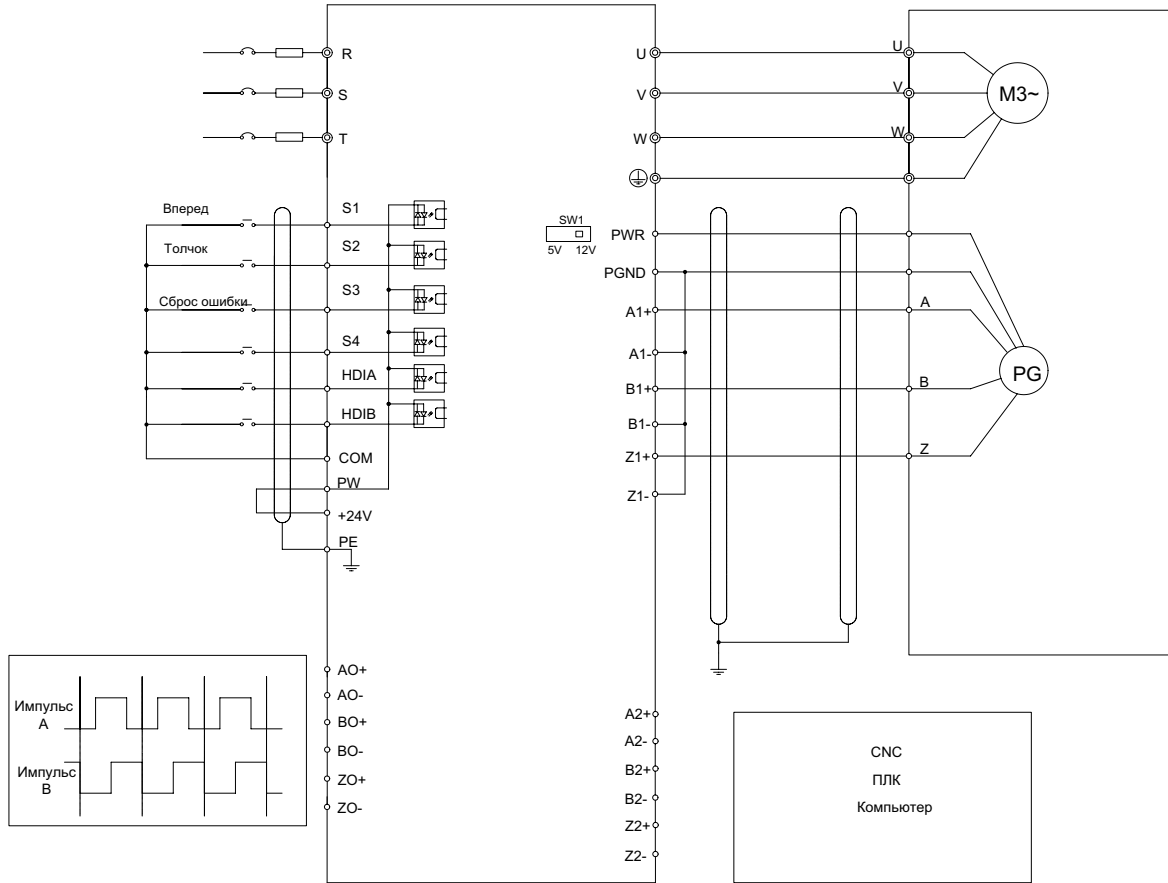 R
S
T
U
V
W
U
V
W
M3~
Вперед
Толчок
Сброс ошибки
S1
S2
S3
S4
HDIA
HDIB
COM
PW
+24V
PE
SW1
5V 12V
PWR
PGND
A1+
A1-
B1+
B1-
Z1+
Z1-
A
B
Z
PG
Импульс
A
Импульс
B
AO+
AO-
BO+
BO-
ZO+
ZO-
A2+
A2-
B2+
B2-
Z2+
Z2-
CNC
ПЛК
Компьютер